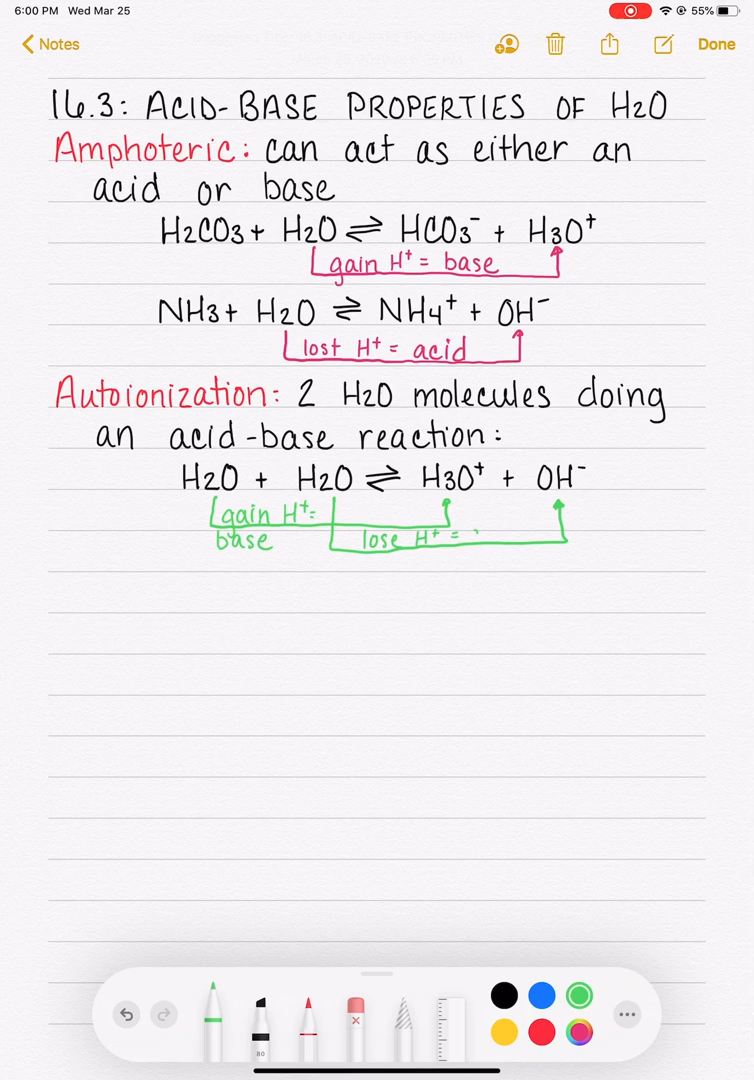 6:00 PM Wed Mar 25
55%
Notes
Done
16.3: ACID-BASE PROPERTIES OF H2O
Amphoteric: can act as either an
acid or base
H2CO3 + H2O ⇌ HCO3⁻ + H3O⁺
gain H⁺ = base
NH3 + H2O ⇌ NH4⁺ + OH⁻
lost H⁺ = acid
Autoionization: 2 H2O molecules doing
an acid-base reaction:
H2O + H2O ⇌ H3O⁺ + OH⁻
gain H⁺=
base
lose H⁺ =
80